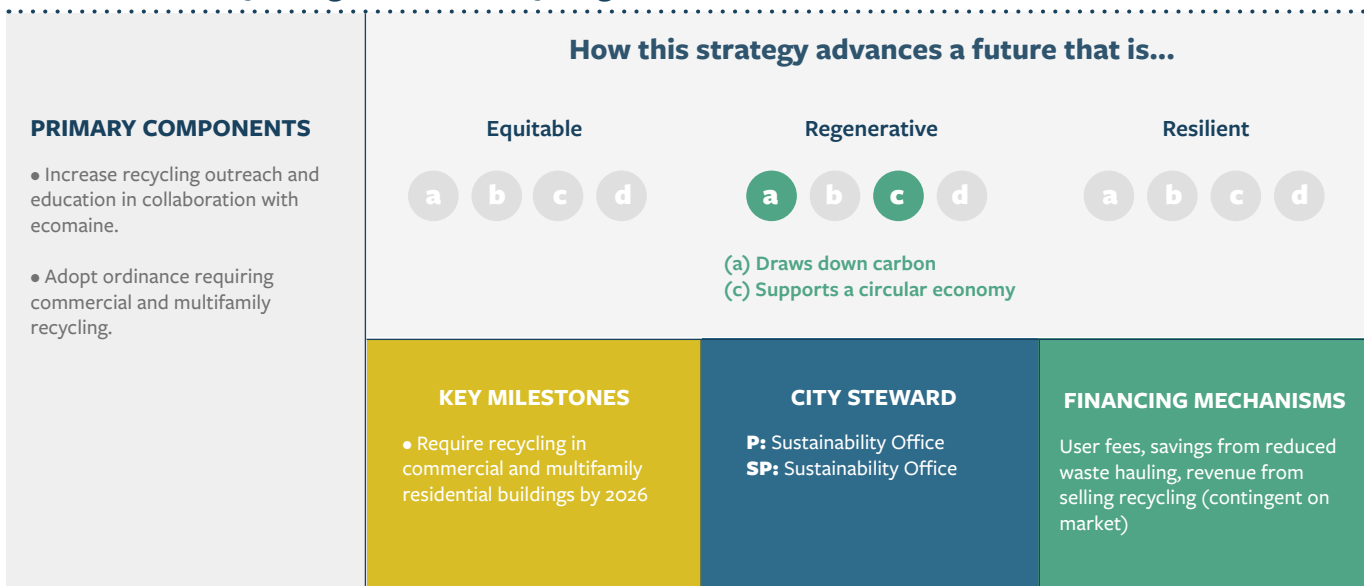 How this strategy advances a future that is...
PRIMARY COMPONENTS
• Increase recycling outreach and
education in collaboration with
ecomaine.
• Adopt ordinance requiring
commercial and multifamily
recycling.
Equitable
a b c d
Regenerative
a b c d
(a) Draws down carbon
(c) Supports a circular economy
Resilient
a b c d
KEY MILESTONES
• Require recycling in
commercial and multifamily
residential buildings by 2026
CITY STEWARD
P: Sustainability Office
SP: Sustainability Office
FINANCING MECHANISMS
User fees, savings from reduced
waste hauling, revenue from
selling recycling (contingent on
market)